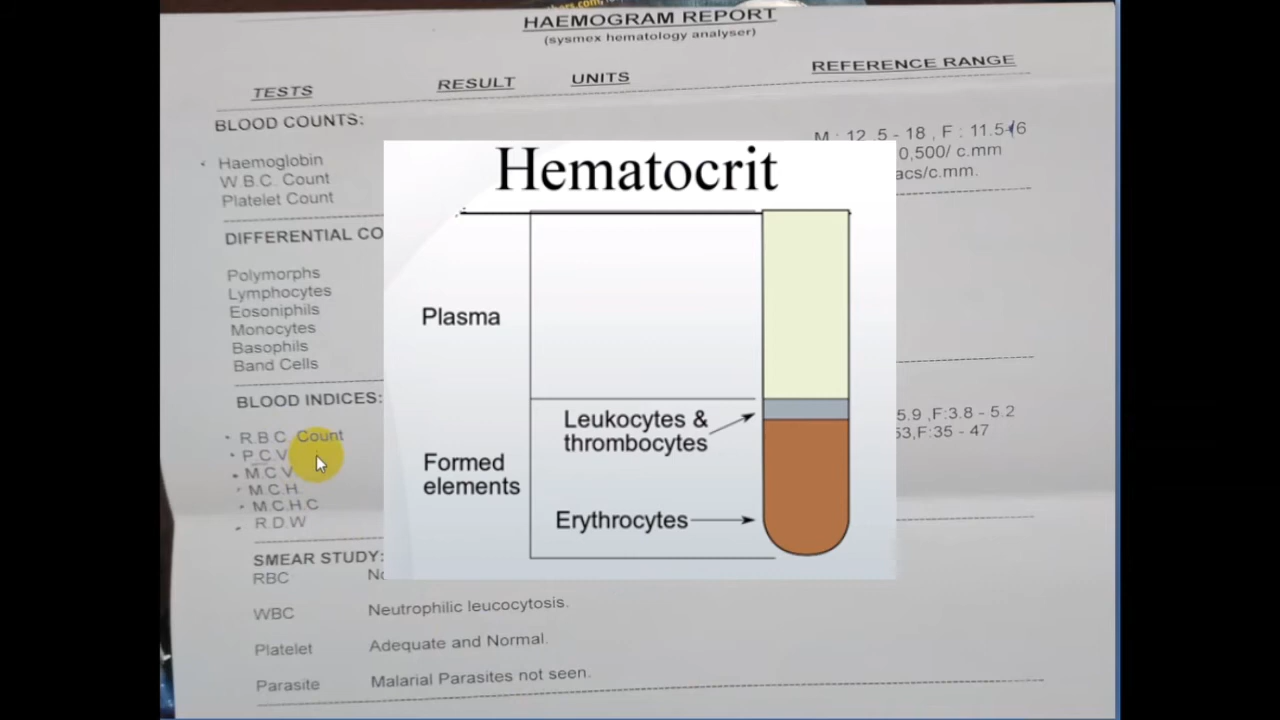 HAEMOGRAM REPORT
(sysmex hematology analyser)
TESTS RESULT UNITS REFERENCE RANGE
BLOOD COUNTS:
Haemoglobin M : 12 .5 - 18 , F : 11.5-16
W.B.C. Count 0,500/ c.mm
Platelet Count acs/c.mm.
DIFFERENTIAL CO
Polymorphs
Lymphocytes
Eosoniphils
Monocytes
Basophils
Band Cells
BLOOD INDICES:
R.B.C. Count 5.9 ,F:3.8 - 5.2
P.C.V 53,F:35 - 47
M.C.V
M.C.H.
M.C.H.C
R.D.W
SMEAR STUDY:
RBC No
WBC Neutrophilic leucocytosis.
Platelet Adequate and Normal.
Parasite Malarial Parasites not seen.
Hematocrit
Plasma
Leukocytes &
thrombocytes
Formed
elements
Erythrocytes